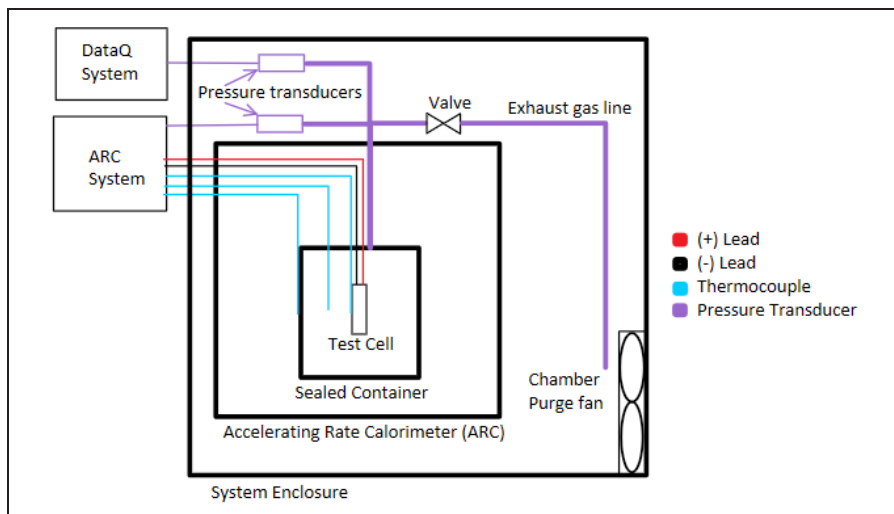 DataQ
System
Pressure transducers
Valve
Exhaust gas line
ARC
System
(+) Lead
(-) Lead
Thermocouple
Pressure Transducer
Test Cell
Sealed Container
Chamber
Purge fan
Accelerating Rate Calorimeter (ARC)
System Enclosure